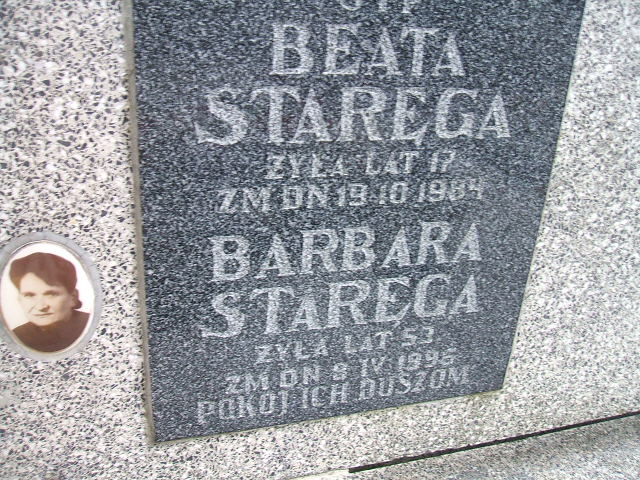 BEATA
STARĘGA
ŻYŁA LAT 17
ZM DN 19·10·1984
BARBARA
STARĘGA
ŻYŁA LAT 53
ZM DN 8 IV 1996
POKÓJ ICH DUSZOM